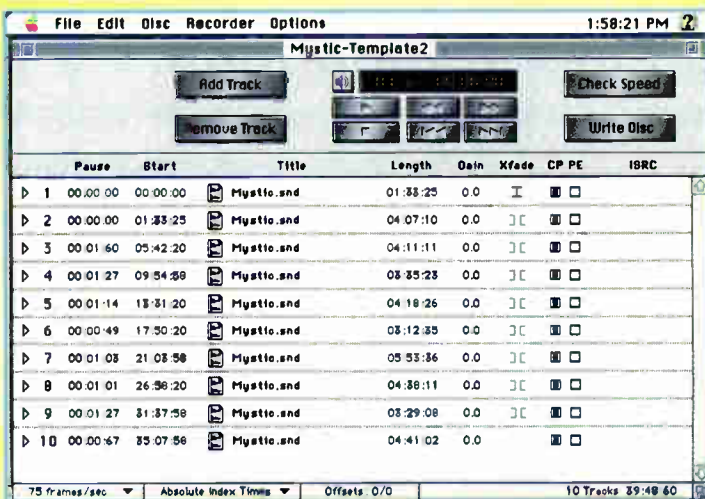 File Edit Disc Recorder Options 1:58:21 PM
Mystic-Template2
Add Track
Check Speed
Remove Track
Write Disc
Pause Start Title Length Gain Xfade CP PE ISRC
1 00:00:00 00:00:00 Mystic.snd 01:33:25 0.0
2 00:00:00 01:33:25 Mystic.snd 04:07:10 0.0
3 00:01:60 05:42:20 Mystic.snd 04:11:11 0.0
4 00:01:27 09:54:58 Mystic.snd 03:35:23 0.0
5 00:01:14 13:31:20 Mystic.snd 04:18:26 0.0
6 00:00:49 17:50:20 Mystic.snd 03:12:35 0.0
7 00:01:03 21:03:58 Mystic.snd 05:53:36 0.0
8 00:01:01 26:58:20 Mystic.snd 04:38:11 0.0
9 00:01:27 31:37:58 Mystic.snd 03:29:08 0.0
10 00:00:67 35:07:58 Mystic.snd 04:41:02 0.0
75 frames/sec Absolute Index Times Offsets: 0/0 10 Tracks 39:48:60